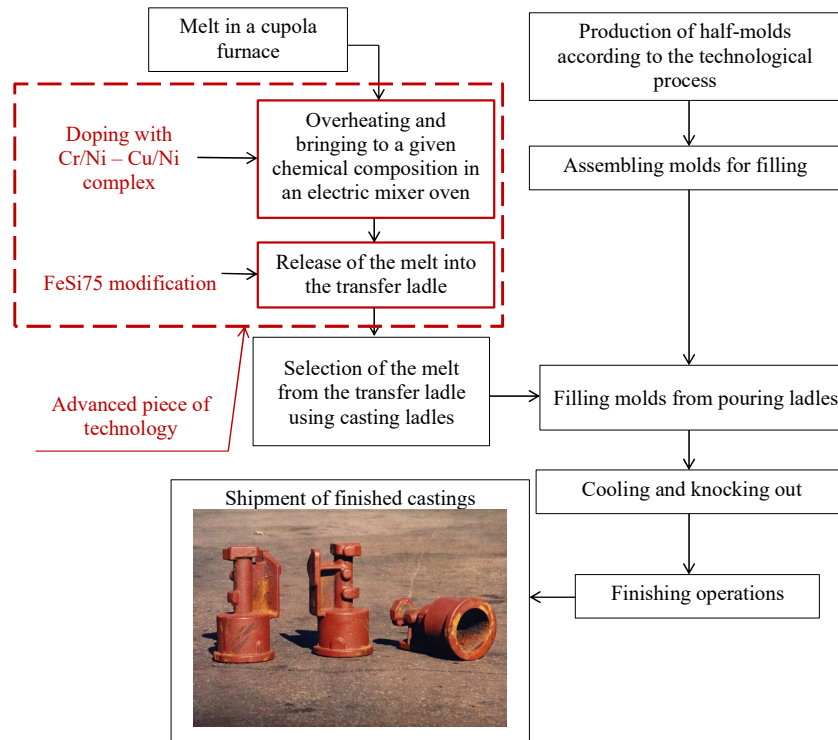 Melt in a cupola
furnace
Production of half-molds
according to the technological
process
Doping with
Cr/Ni – Cu/Ni
complex
Overheating and
bringing to a given
chemical composition in
an electric mixer oven
Assembling molds for filling
FeSi75 modification
Release of the melt into
the transfer ladle
Advanced piece of
technology
Selection of the melt
from the transfer ladle
using casting ladles
Filling molds from pouring ladles
Cooling and knocking out
Shipment of finished castings
Finishing operations